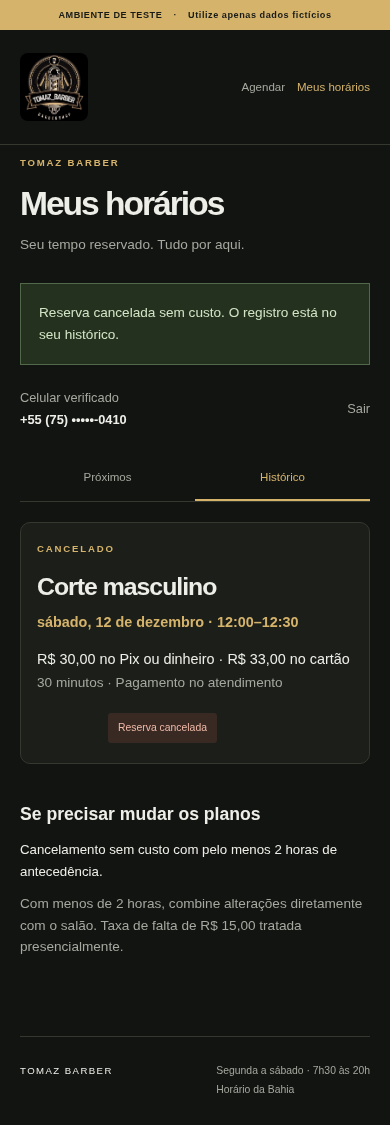 AMBIENTE DE TESTE · Utilize apenas dados fictícios
TOMAZ_BARBER
BARBERSHOP
Agendar Meus horários
TOMAZ BARBER
Meus horários
Seu tempo reservado. Tudo por aqui.
Reserva cancelada sem custo. O registro está no
seu histórico.
Celular verificado
+55 (75) •••••-0410
Sair
Próximos Histórico
CANCELADO
Corte masculino
sábado, 12 de dezembro · 12:00–12:30
R$ 30,00 no Pix ou dinheiro · R$ 33,00 no cartão
30 minutos · Pagamento no atendimento
Reserva cancelada
Se precisar mudar os planos
Cancelamento sem custo com pelo menos 2 horas de
antecedência.
Com menos de 2 horas, combine alterações diretamente
com o salão. Taxa de falta de R$ 15,00 tratada
presencialmente.
TOMAZ BARBER
Segunda a sábado · 7h30 às 20h
Horário da Bahia